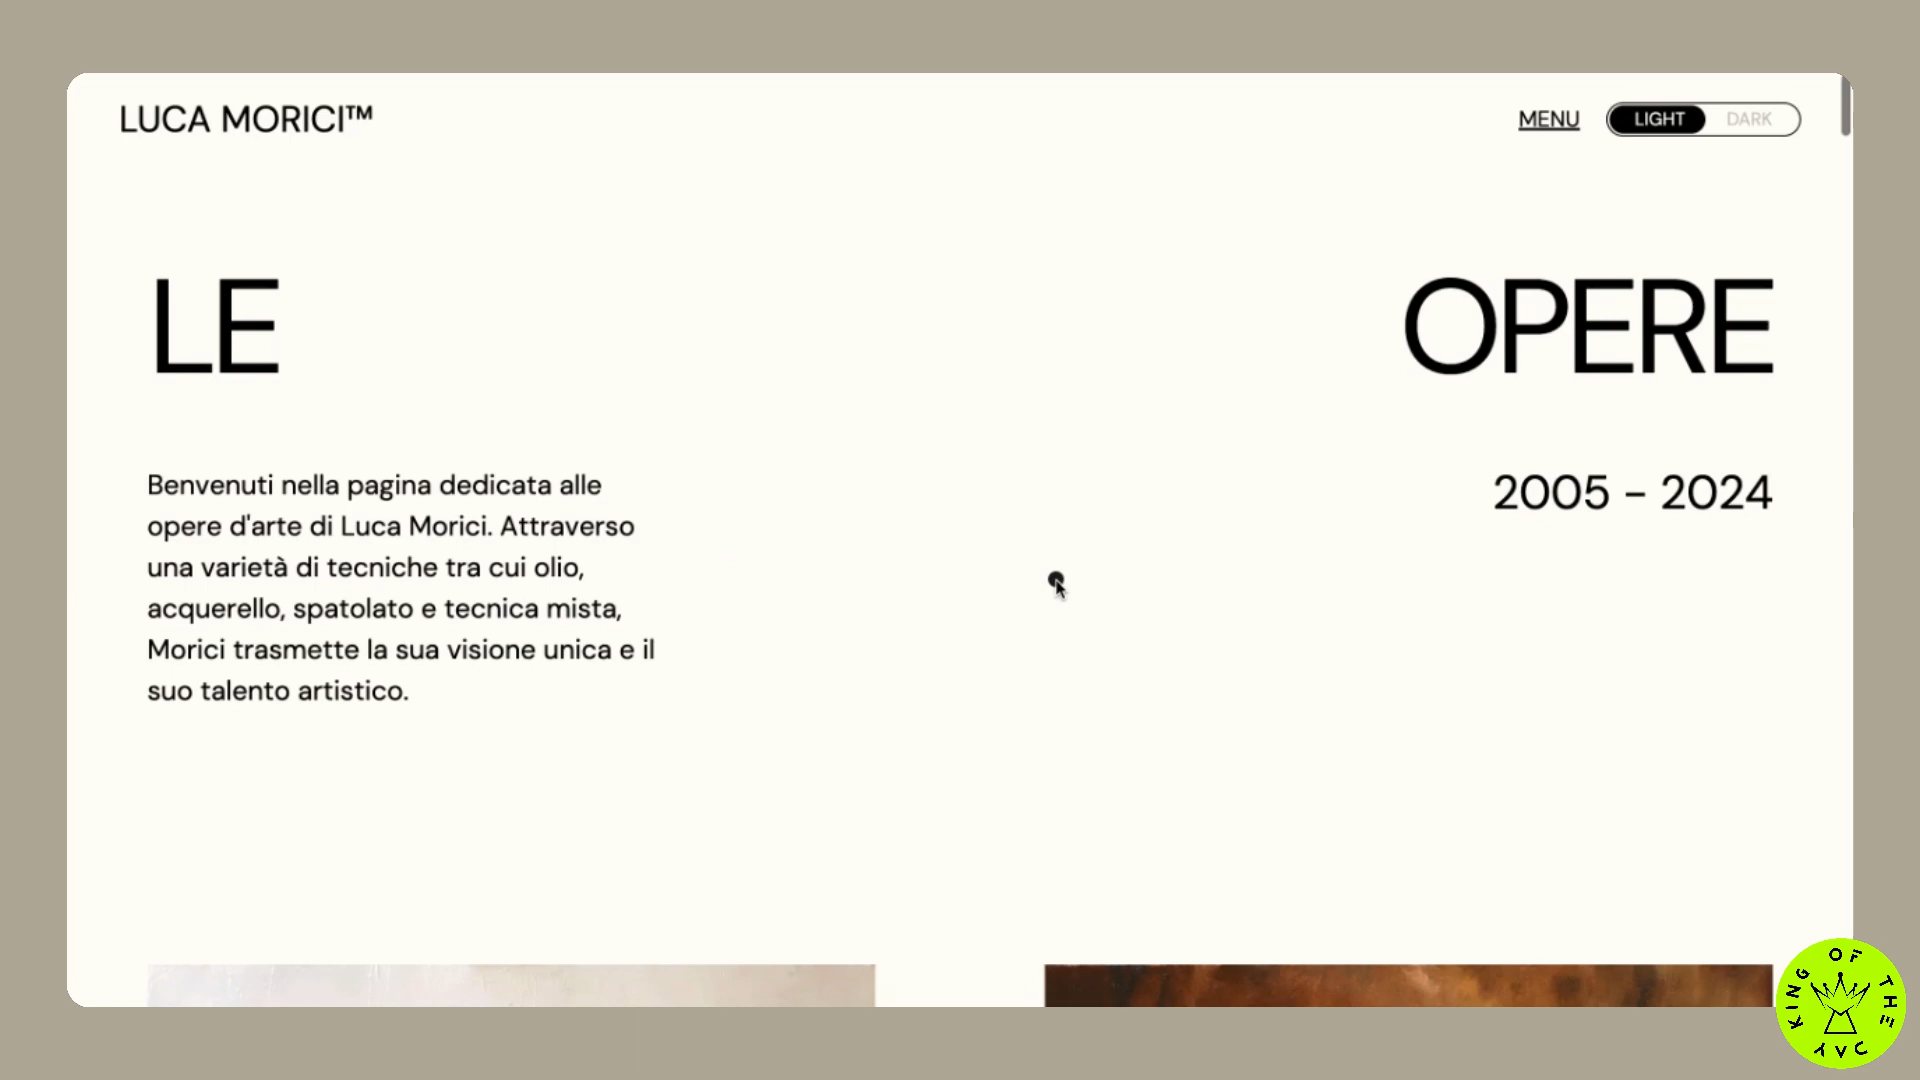 LUCA MORICI™
MENU
LIGHT
DARK
LE
OPERE
Benvenuti nella pagina dedicata alle
opere d'arte di Luca Morici. Attraverso
una varietà di tecniche tra cui olio,
acquerello, spatolato e tecnica mista,
Morici trasmette la sua visione unica e il
suo talento artistico.
2005 – 2024
KING OF THE DAY